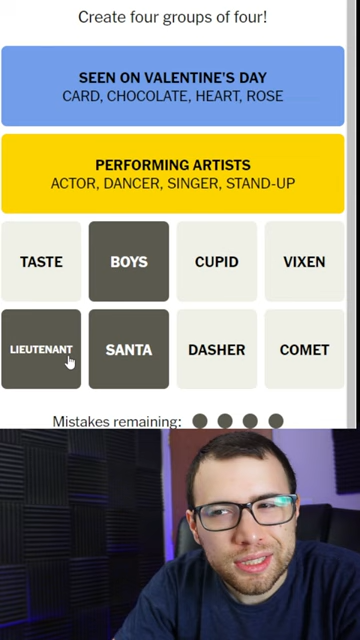 Create four groups of four!
SEEN ON VALENTINE'S DAY
CARD, CHOCOLATE, HEART, ROSE
PERFORMING ARTISTS
ACTOR, DANCER, SINGER, STAND-UP
TASTE BOYS CUPID VIXEN
LIEUTENANT SANTA DASHER COMET
Mistakes remaining: